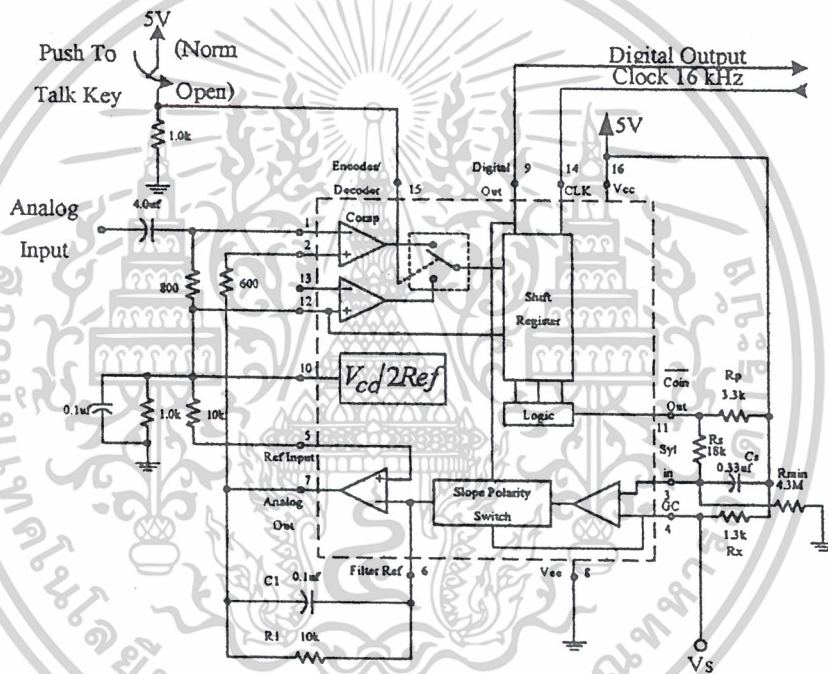 5V
Push To
(Norm
Talk Key
Open)
1.0k
Digital Output
Clock 16 kHz
5V
Encodes/
Decoder
15
Digital
Out
9
14
CLK
16
Vcc
Analog
Input
4.0uf
1
2
13
12
Comp
800
600
Shift
Register
10
V_cc/2Ref
0.1uf
1.0k
10k
Logic
Coin
Out
11
Rp
3.3k
Rs
18k
Cs
0.33uf
Rmin
4.3M
Syl
in
3
GC
4
1.3k
Rx
5
Ref Input
7
Analog
Out
Slope Polarity
Switch
Filter Ref
6
Vee
8
C1
0.1uf
R1
10k
Vs